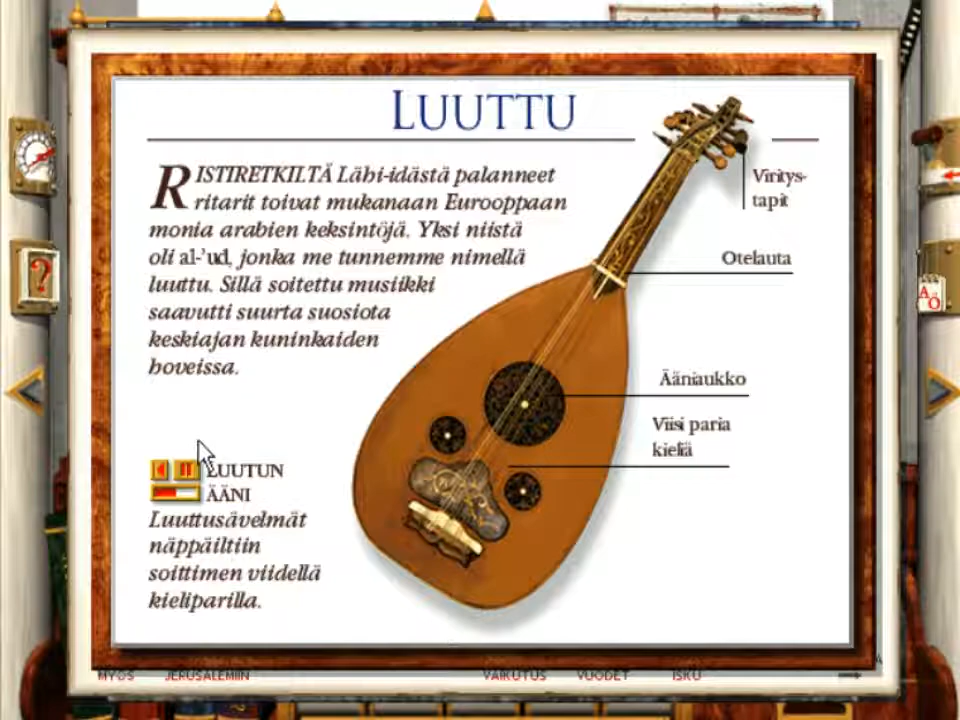 LUUTTU
RISTIRETKILTÄ Lähi-idästä palanneet
ritarit toivat mukanaan Eurooppaan
monia arabien keksintöjä. Yksi niistä
oli al-'ud, jonka me tunnemme nimellä
luuttu. Sillä soitettu musiikki
saavutti suurta suosiota
keskiajan kuninkaiden
hoveissa.
Viritys-
tapit
Otelauta
Ääniaukko
Viisi paria
kieliä
LUUTUN
ÄÄNI
Luuttusävelmät
näppäiltiin
soittimen viidellä
kieliparilla.
?
A Ö
MYÖS JERUSALEMIIN VAIKUTUS VUODET ISKU